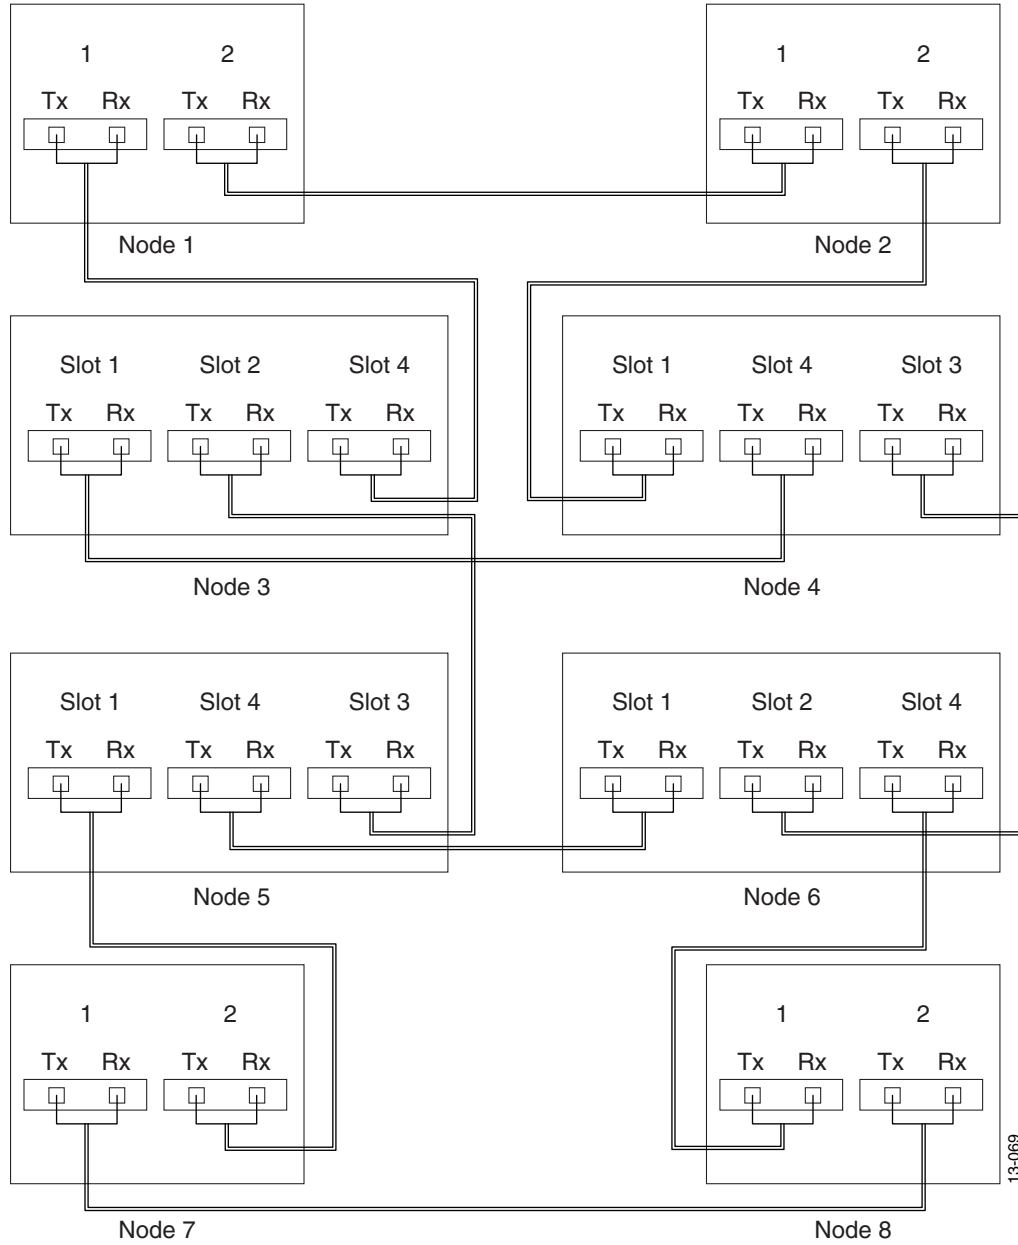 1 2 1 2
Tx Rx Tx Rx Tx Rx Tx Rx
Node 1 Node 2
Slot 1 Slot 2 Slot 4 Slot 1 Slot 4 Slot 3
Tx Rx Tx Rx Tx Rx Tx Rx Tx Rx Tx Rx
Node 3 Node 4
Slot 1 Slot 4 Slot 3 Slot 1 Slot 2 Slot 4
Tx Rx Tx Rx Tx Rx Tx Rx Tx Rx Tx Rx
Node 5 Node 6
1 2 1 2
Tx Rx Tx Rx Tx Rx Tx Rx
Node 7 Node 8
13-069